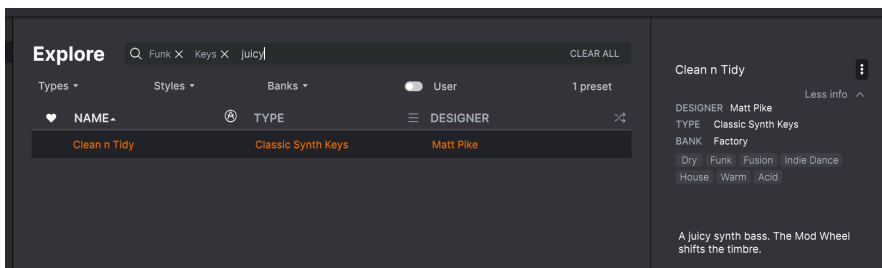 Explore Funk X Keys X juicy CLEAR ALL
Types Styles Banks User 1 preset
NAME TYPE DESIGNER
Clean n Tidy Classic Synth Keys Matt Pike
Clean n Tidy
Less info
DESIGNER Matt Pike
TYPE Classic Synth Keys
BANK Factory
Dry Funk Fusion Indie Dance
House Warm Acid
A juicy synth bass. The Mod Wheel
shifts the timbre.